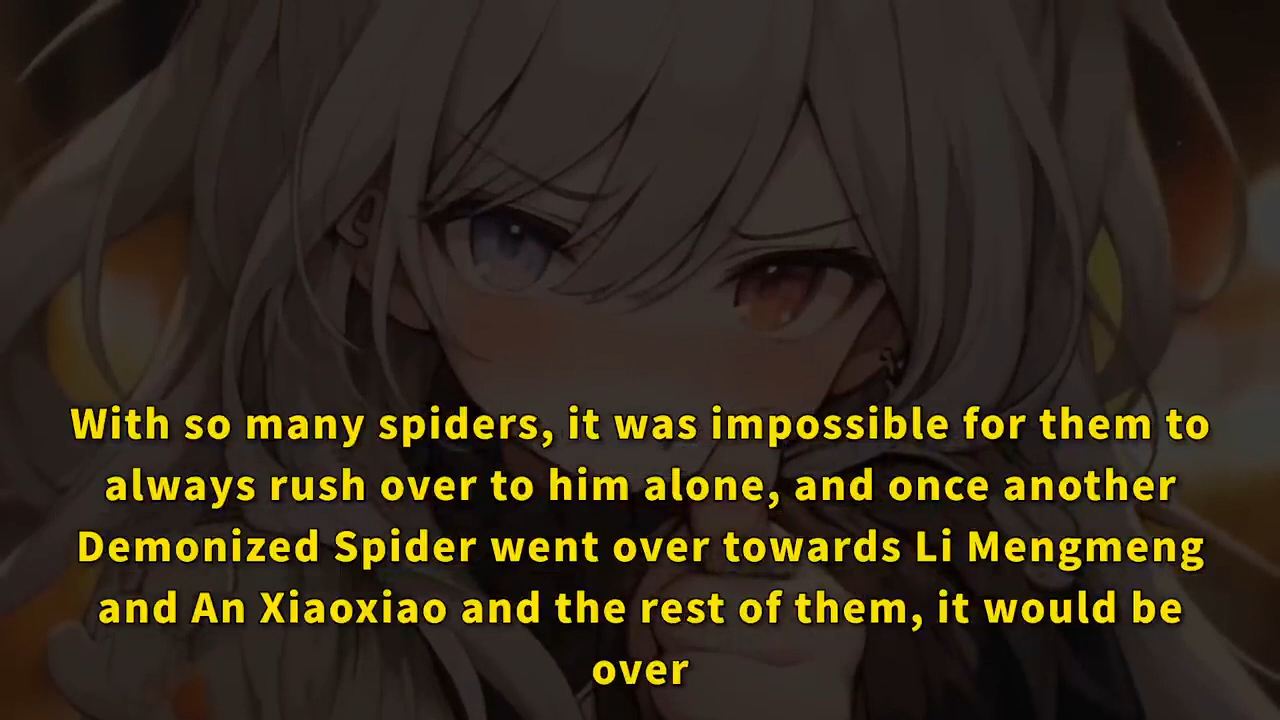 With so many spiders, it was impossible for them to
always rush over to him alone, and once another
Demonized Spider went over towards Li Mengmeng
and An Xiaoxiao and the rest of them, it would be
over